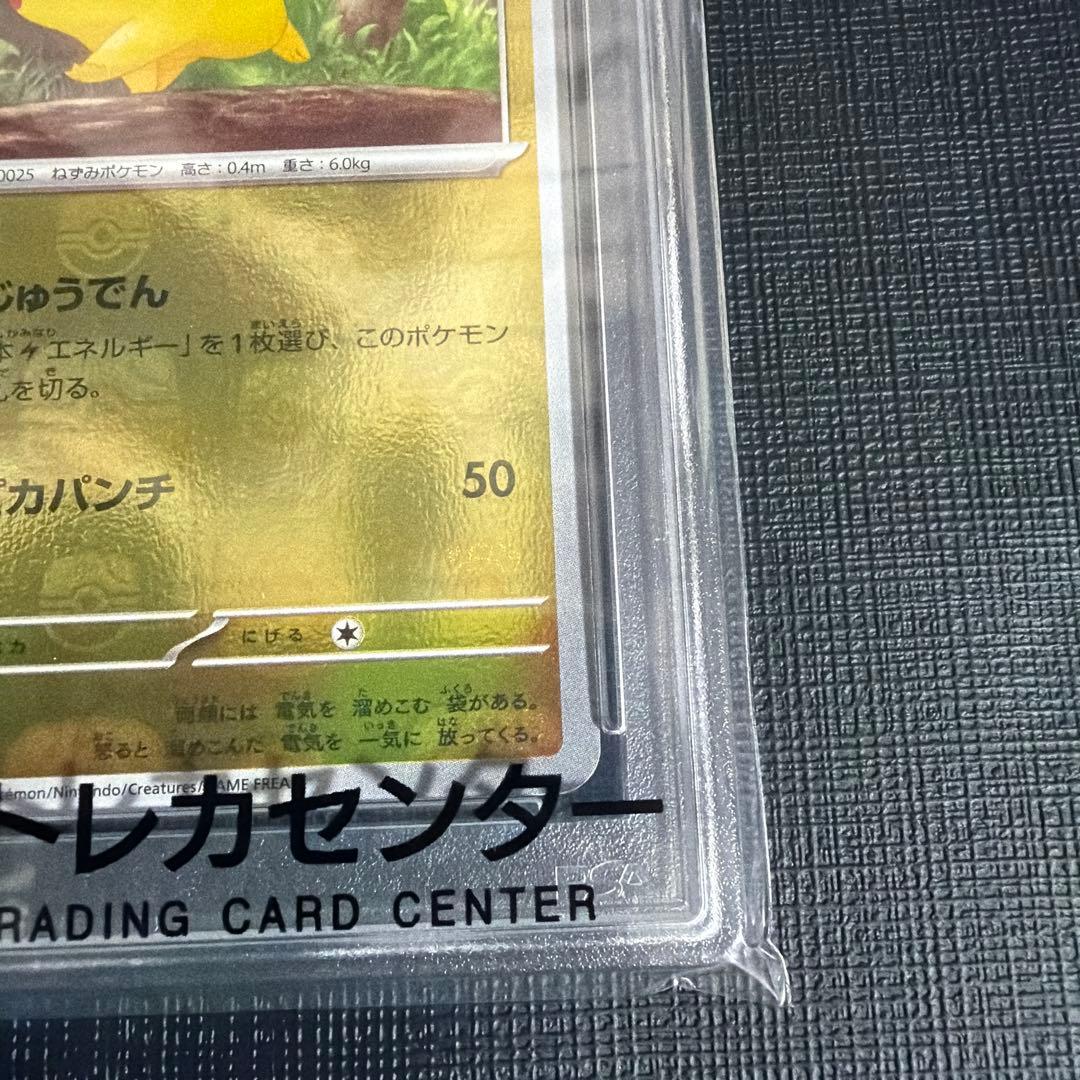 0025 ねずみポケモン 高さ:0.4m 重さ:6.0kg
じゅうでん
エネルギー」を1枚選び、このポケモン
を切る。
カパンチ 50
カ にげる
両頬には 電気を 溜めこむ 袋がある。
怒ると 溜めこんだ 電気を 一気に 放ってくる。
émon/Nintendo/Creatures/GAME FREAK
トレカセンター
RADING CARD CENTER
PSA